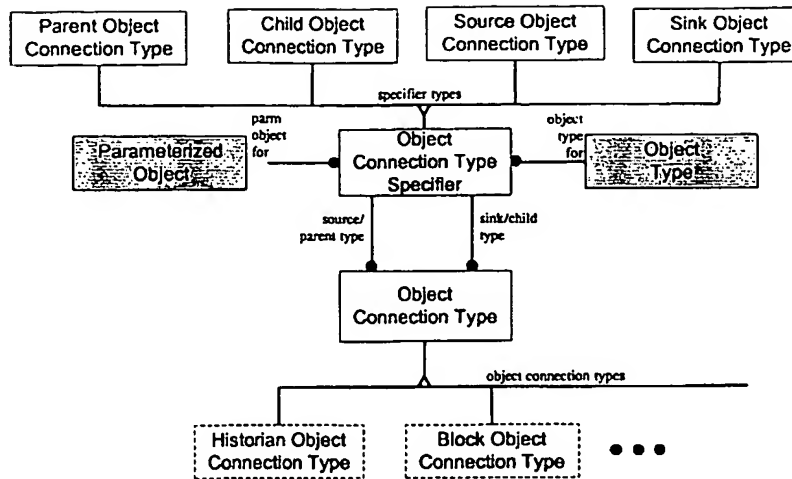 Parent Object
Connection Type
Child Object
Connection Type
Source Object
Connection Type
Sink Object
Connection Type
specifier types
parm
object
for
object
type
for
Parameterized
Object
Object
Connection Type
Specifier
Object
Type
source/
parent type
sink/child
type
Object
Connection Type
object connection types
Historian Object
Connection Type
Block Object
Connection Type